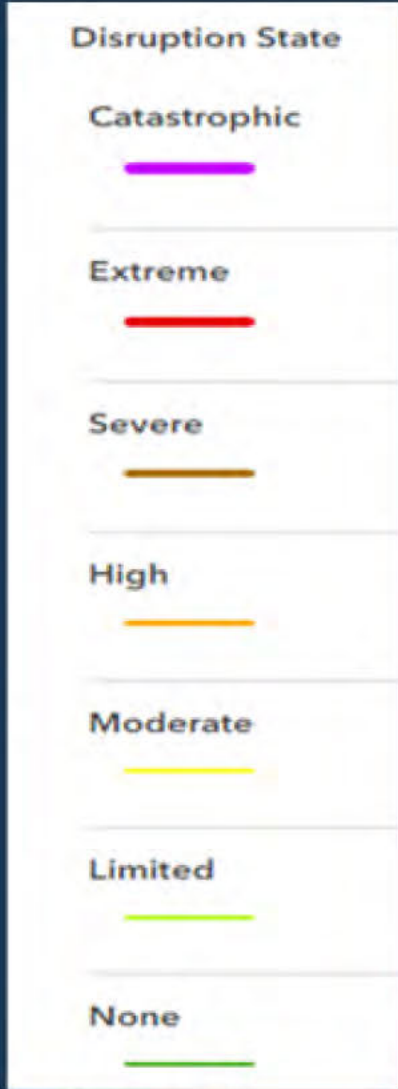 Disruption State
Catastrophic
Extreme
Severe
High
Moderate
Limited
None